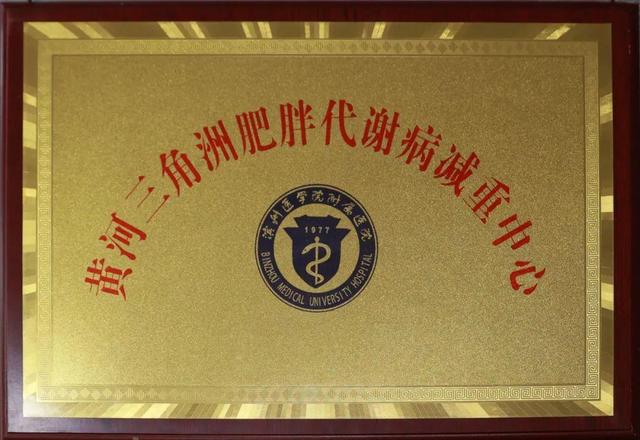 黄河三角洲肥胖代谢病减重中心
滨州医学院附属医院
1977
BINZHOU MEDICAL UNIVERSITY HOSPITAL